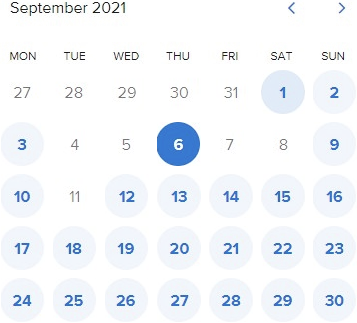 September 2021
MON TUE WED THU FRI SAT SUN
27 28 29 30 31 1 2
3 4 5 6 7 8 9
10 11 12 13 14 15 16
17 18 19 20 21 22 23
24 25 26 27 28 29 30